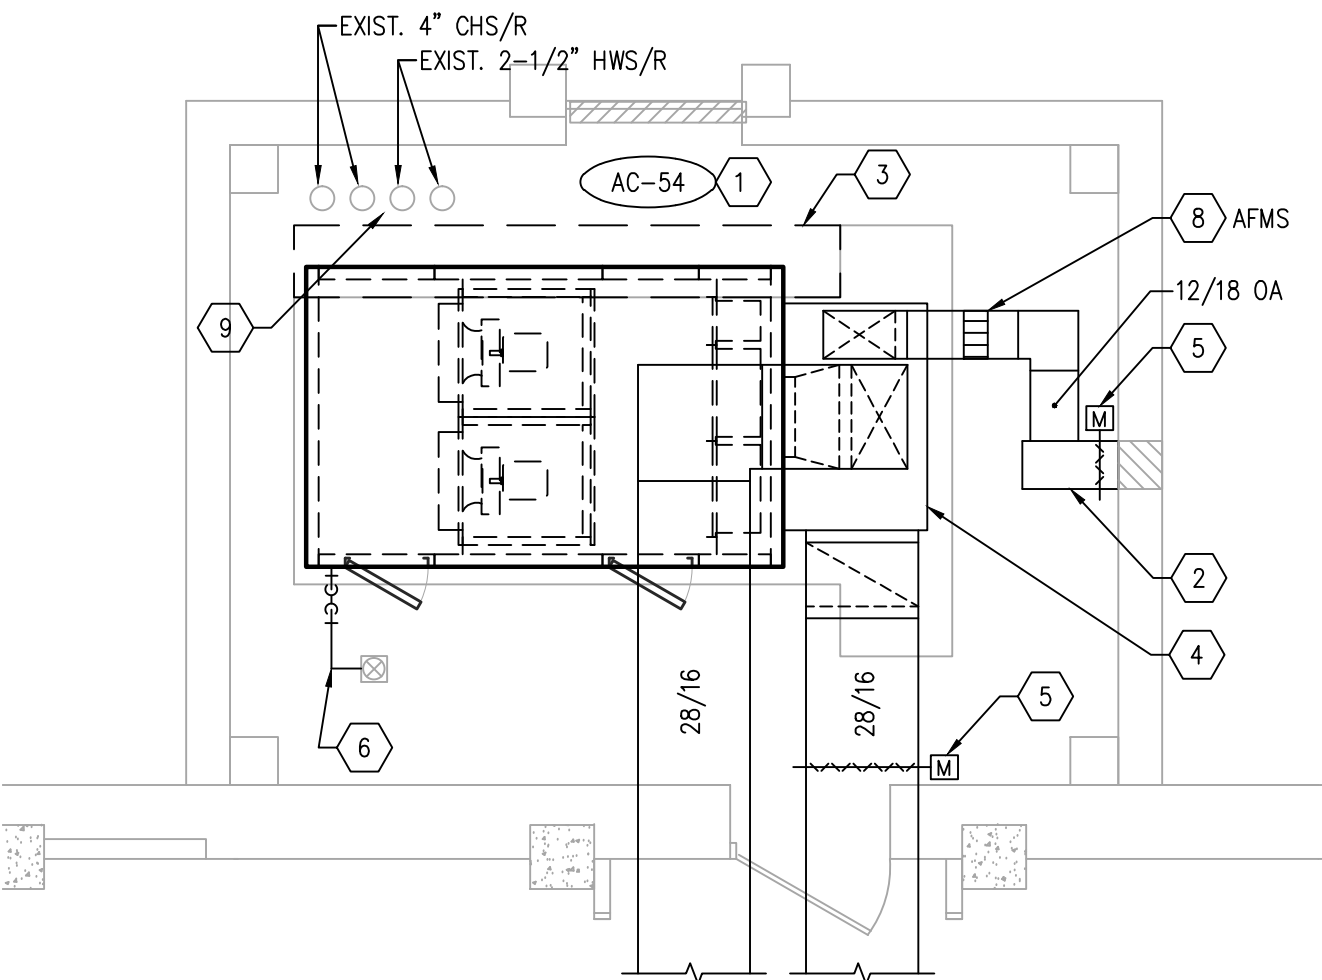 EXIST. 4” CHS/R
EXIST. 2-1/2” HWS/R
AC-54
1
3
8
AFMS
12/18 OA
9
5
M
2
4
28/16
28/16
5
6
M